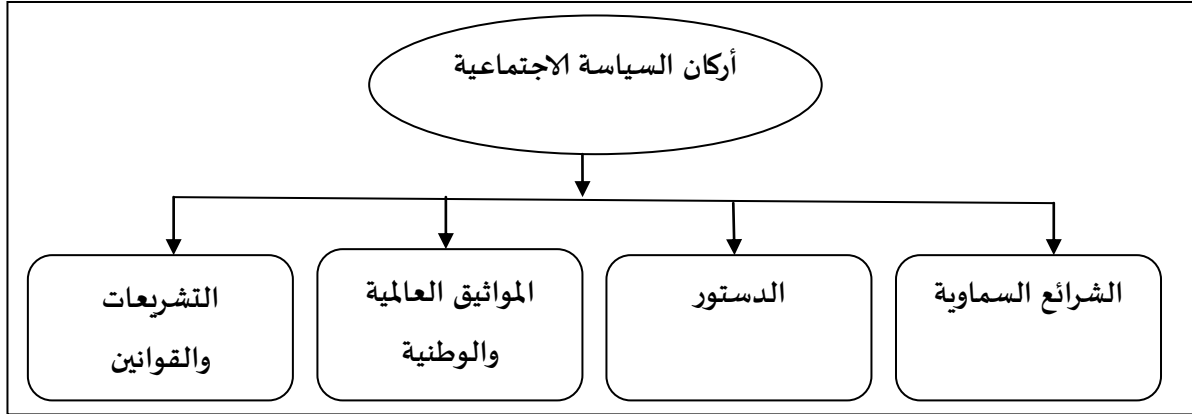 أركان السياسة الاجتماعية
الشرائع السماوية
الدستور
المواثيق العالمية
والوطنية
التشريعات
والقوانين